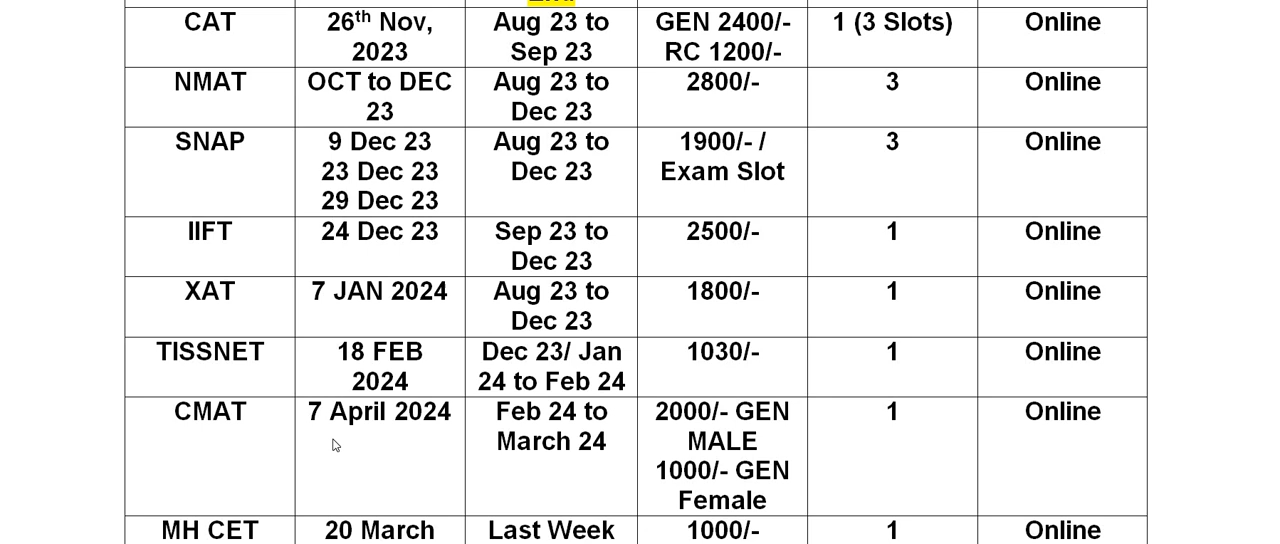 CAT 26th Nov, Aug 23 to GEN 2400/- 1 (3 Slots) Online
2023 Sep 23 RC 1200/-
NMAT OCT to DEC Aug 23 to 2800/- 3 Online
23 Dec 23
SNAP 9 Dec 23 Aug 23 to 1900/- / 3 Online
23 Dec 23 Dec 23 Exam Slot
29 Dec 23
IIFT 24 Dec 23 Sep 23 to 2500/- 1 Online
Dec 23
XAT 7 JAN 2024 Aug 23 to 1800/- 1 Online
Dec 23
TISSNET 18 FEB Dec 23/ Jan 1030/- 1 Online
2024 24 to Feb 24
CMAT 7 April 2024 Feb 24 to 2000/- GEN 1 Online
March 24 MALE
1000/- GEN
Female
MH CET 20 March Last Week 1000/- 1 Online